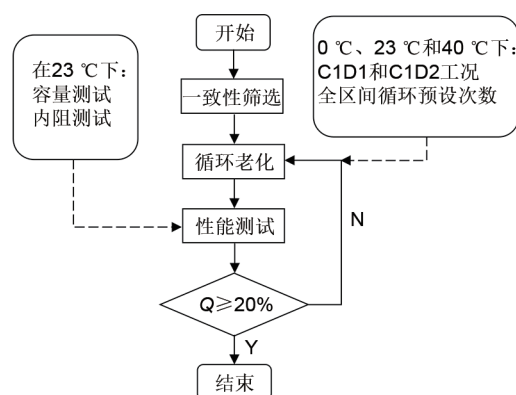 开始
在23 ℃下：
容量测试
内阻测试
0 ℃、23 ℃和40 ℃下：
C1D1和C1D2工况
全区间循环预设次数
一致性筛选
循环老化
N
性能测试
Q≥20%
Y
结束